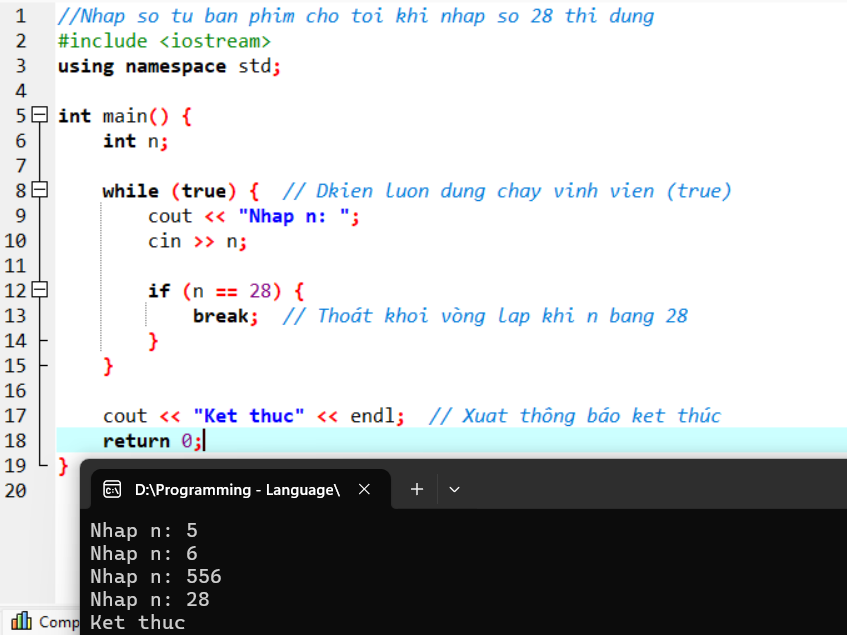 1 //Nhap so tu ban phim cho toi khi nhap so 28 thi dung
2 #include <iostream>
3 using namespace std;
4
5 int main() {
6 int n;
7
8 while (true) { // Dkien luon dung chay vinh vien (true)
9 cout << "Nhap n: ";
10 cin >> n;
11
12 if (n == 28) {
13 break; // Thoát khoi vòng lap khi n bang 28
14 }
15 }
16
17 cout << "Ket thuc" << endl; // Xuat thông báo ket thúc
18 return 0;
19 }
20
D:\Programming - Language\
Nhap n: 5
Nhap n: 6
Nhap n: 556
Nhap n: 28
Comp
Ket thuc